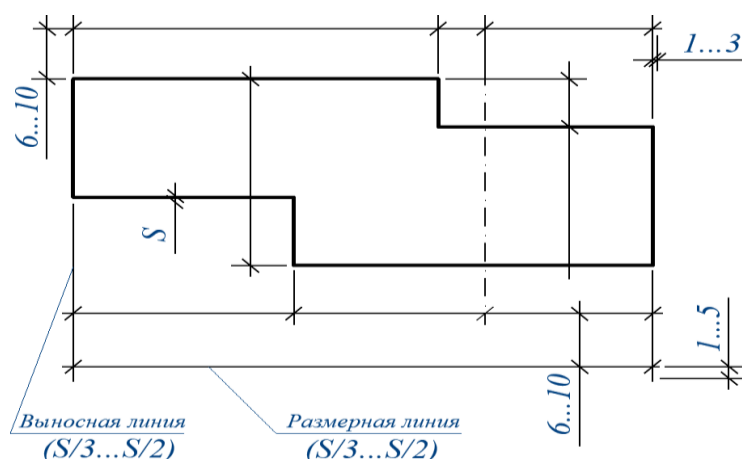 1...3
6...10
S
1...5
6...10
Выносная линия
(S/3...S/2)
Размерная линия
(S/3...S/2)